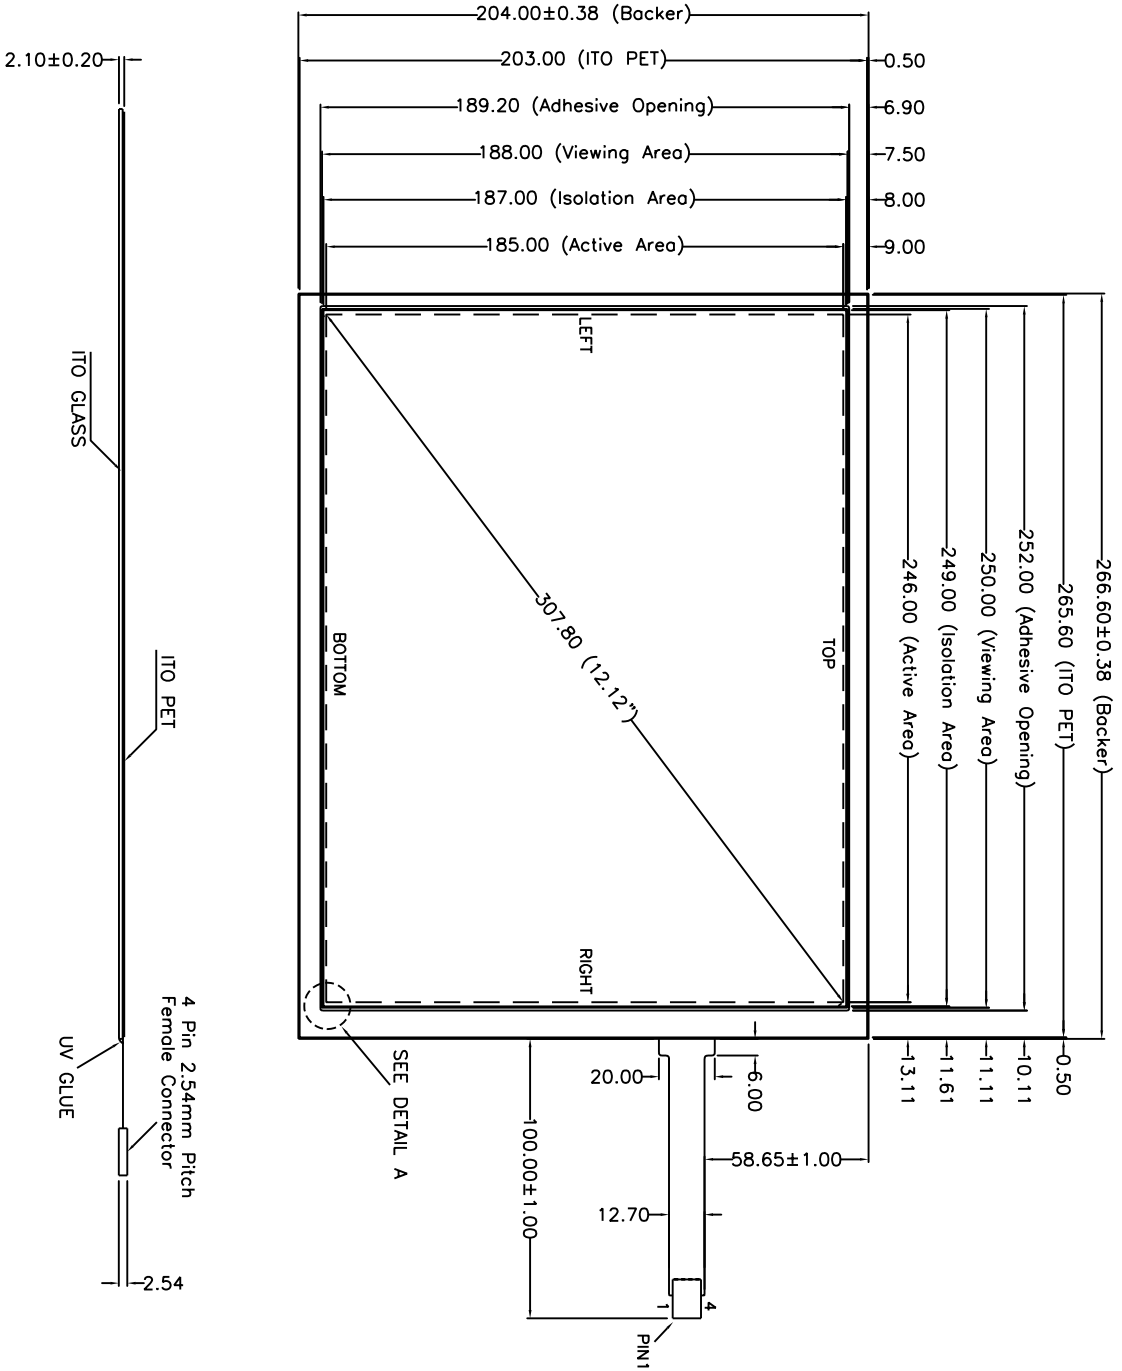 204.00±0.38 (Backer)
203.00 (ITO PET)
0.50
2.10±0.20
189.20 (Adhesive Opening)
6.90
188.00 (Viewing Area)
7.50
187.00 (Isolation Area)
8.00
185.00 (Active Area)
9.00
LEFT
ITO GLASS
307.80 (12.12")
BOTTOM
TOP
246.00 (Active Area)
249.00 (Isolation Area)
250.00 (Viewing Area)
252.00 (Adhesive Opening)
265.60 (ITO PET)
266.60±0.38 (Backer)
ITO PET
RIGHT
4 Pin 2.54mm Pitch
Female Connector
UV GLUE
SEE DETAIL A
20.00
6.00
13.11
11.61
11.11
10.11
0.50
100.00±1.00
58.65±1.00
12.70
2.54
1
4
PIN1